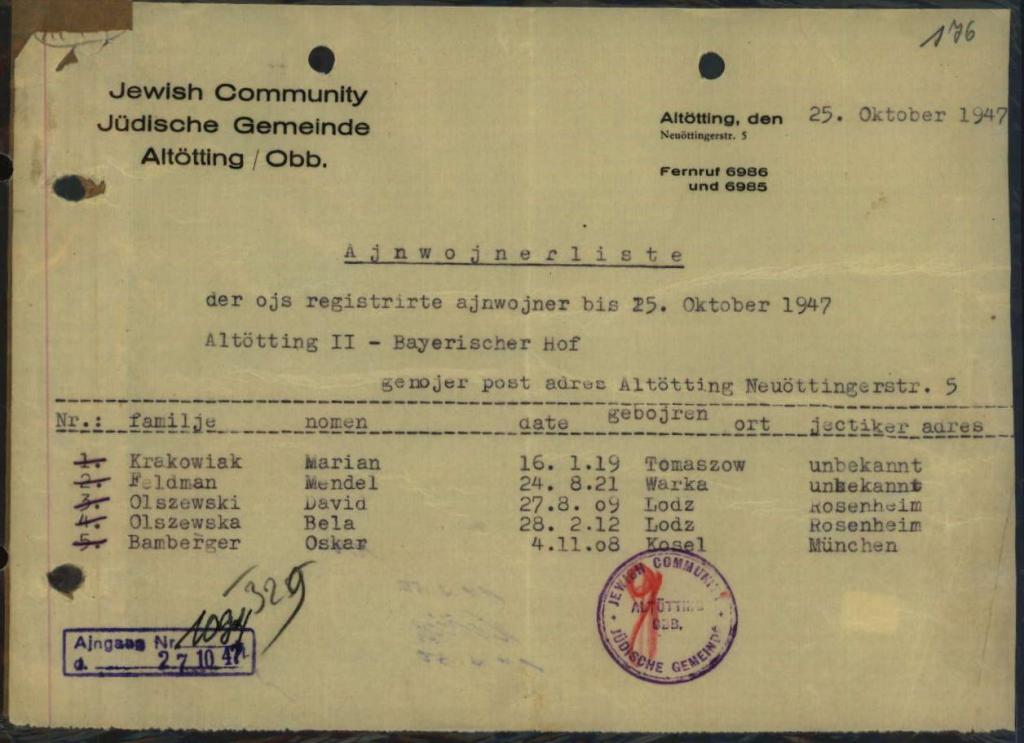 176
Jewish Community
Jüdische Gemeinde
Altötting / Obb.
Altötting, den 25. Oktober 1947
Neuöttingerstr. 5
Fernruf 6986
und 6985
Ajnwojnerliste
der ojs registrirte ajnwojner bis 25. Oktober 1947
Altötting II - Bayerischer Hof
genojer post adres Altötting Neuöttingerstr. 5
Nr.: familje nomen date gebojren ort jectiker adres
1. Krakowiak Marian 16. 1.19 Tomaszow unbekannt
2. Feldman Mendel 24. 8.21 Warka unbekannt
3. Olszewski David 27.8. o9 Lodz Rosenheim
4. Olszewska Bela 28. 2.12 Lodz Rosenheim
5. Bamberger Oskar 4.11.o8 Kosel München
329
Ajngang Nr.
d. 27.10.47
JEWISH COMMUNITY
ALTÖTTING
OBB.
JÜDISCHE GEMEINDE